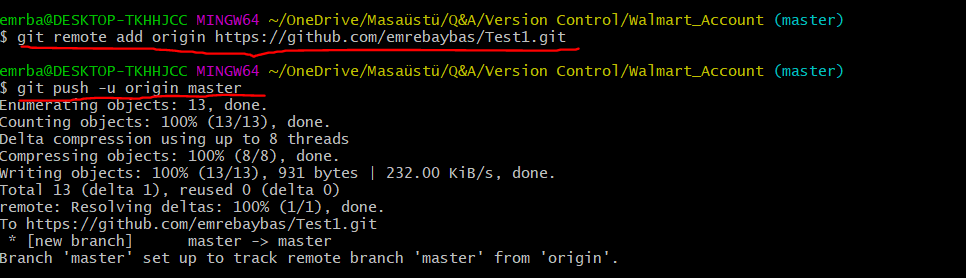 emrba@DESKTOP-TKHHJCC MINGW64 ~/OneDrive/Masaüstü/Q&A/Version Control/Walmart_Account (master)
$ git remote add origin https://github.com/emrebaybas/Test1.git
emrba@DESKTOP-TKHHJCC MINGW64 ~/OneDrive/Masaüstü/Q&A/Version Control/Walmart_Account (master)
$ git push -u origin master
Enumerating objects: 13, done.
Counting objects: 100% (13/13), done.
Delta compression using up to 8 threads
Compressing objects: 100% (8/8), done.
Writing objects: 100% (13/13), 931 bytes | 232.00 KiB/s, done.
Total 13 (delta 1), reused 0 (delta 0)
remote: Resolving deltas: 100% (1/1), done.
To https://github.com/emrebaybas/Test1.git
 * [new branch]      master -> master
Branch 'master' set up to track remote branch 'master' from 'origin'.